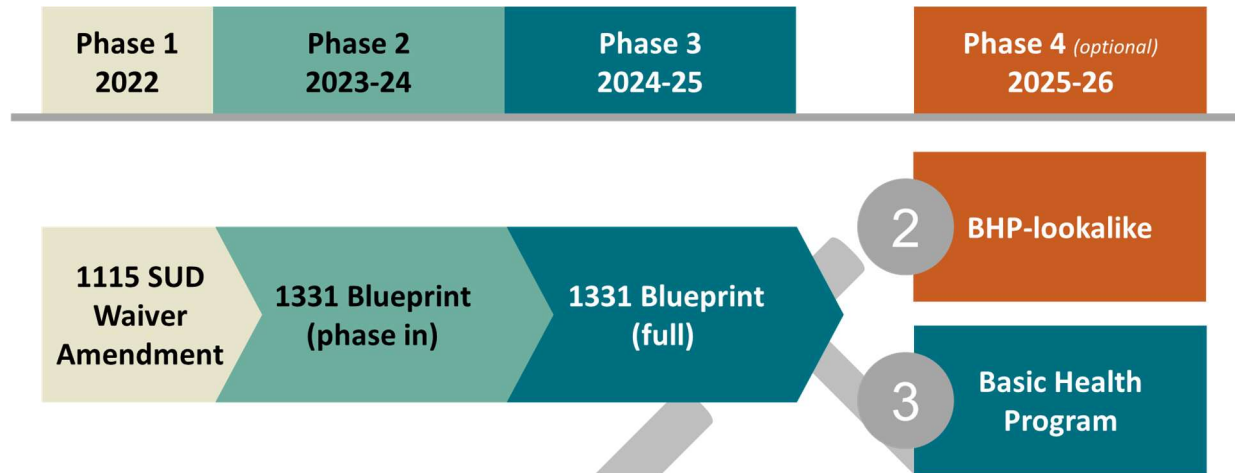 Phase 1
2022
Phase 2
2023-24
Phase 3
2024-25
Phase 4 (optional)
2025-26
1115 SUD
Waiver
Amendment
1331 Blueprint
(phase in)
1331 Blueprint
(full)
2
BHP-lookalike
3
Basic Health
Program